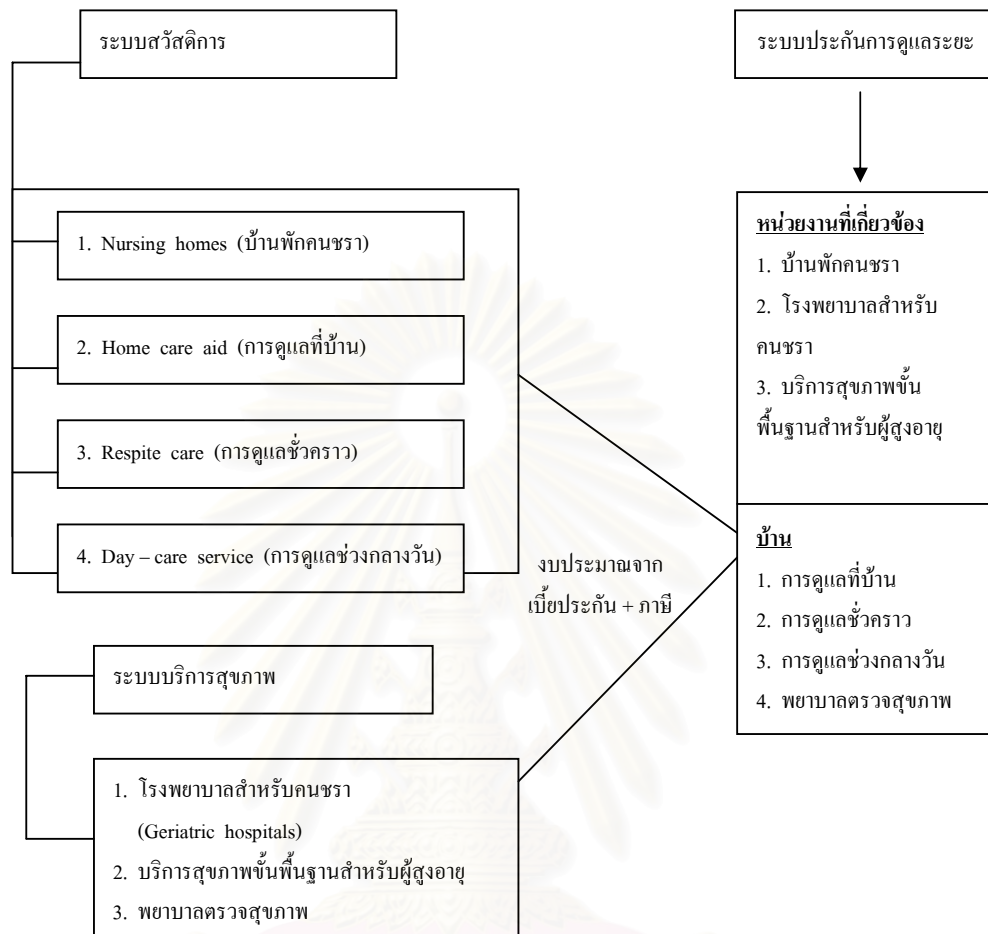 ระบบสวัสดิการ
1. Nursing homes (บ้านพักคนชรา)
2. Home care aid (การดูแลที่บ้าน)
3. Respite care (การดูแลชั่วคราว)
4. Day – care service (การดูแลช่วงกลางวัน)
ระบบบริการสุขภาพ
1. โรงพยาบาลสำหรับคนชรา
(Geriatric hospitals)
2. บริการสุขภาพขั้นพื้นฐานสำหรับผู้สูงอายุ
3. พยาบาลตรวจสุขภาพ
งบประมาณจาก
เบี้ยประกัน + ภาษี
ระบบประกันการดูแลระยะ
หน่วยงานที่เกี่ยวข้อง
1. บ้านพักคนชรา
2. โรงพยาบาลสำหรับ
คนชรา
3. บริการสุขภาพขั้น
พื้นฐานสำหรับผู้สูงอายุ
บ้าน
1. การดูแลที่บ้าน
2. การดูแลชั่วคราว
3. การดูแลช่วงกลางวัน
4. พยาบาลตรวจสุขภาพ